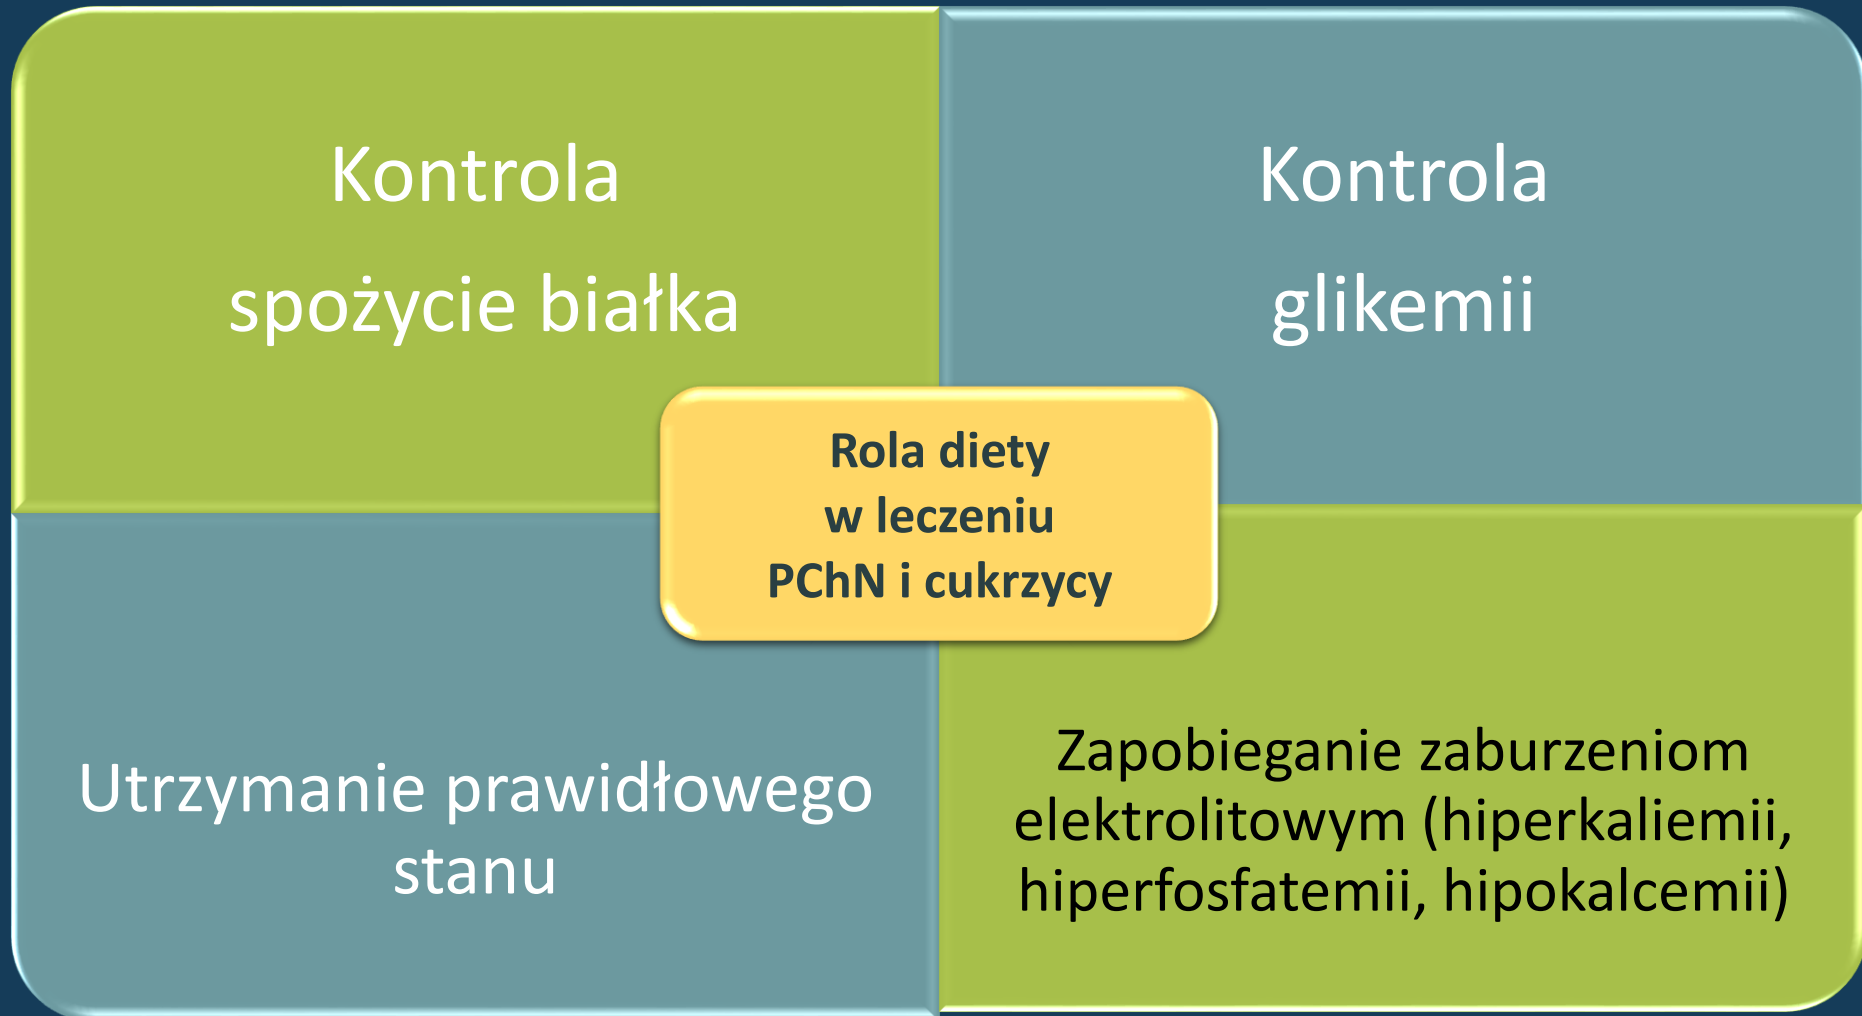 Kontrola
spożycie białka
Kontrola
glikemii
Rola diety
w leczeniu
PChN i cukrzycy
Utrzymanie prawidłowego
stanu
Zapobieganie zaburzeniom
elektrolitowym (hiperkaliemii,
hiperfosfatemii, hipokalcemii)